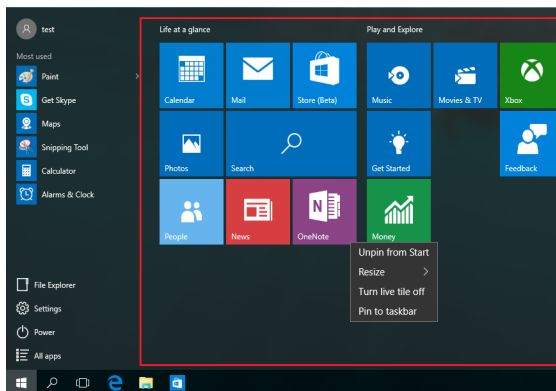 test
Most used
Paint
Get Skype
Maps
Snipping Tool
Calculator
Alarms & Clock
File Explorer
Settings
Power
All apps
Life at a glance
Calendar
Mail
Store (Beta)
Photos
Search
People
News
OneNote
Play and Explore
Music
Movies & TV
Xbox
Get Started
Feedback
Money
Unpin from Start
Resize
Turn live tile off
Pin to taskbar